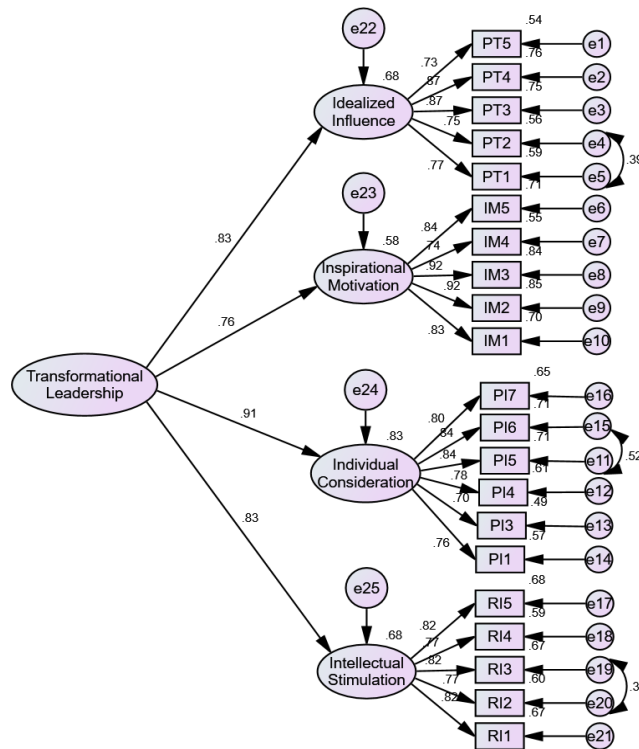 e22
.54
.73
PT5
e1
.76
.68
.87
PT4
e2
.75
Idealized
Influence
.87
PT3
e3
.56
.75
PT2
e4
.59
.39
.77
PT1
e5
.71
e23
IM5
e6
.55
.84
.83
.58
.74
IM4
e7
.84
Inspirational
Motivation
.92
IM3
e8
.85
.92
IM2
e9
.70
.76
.83
IM1
e10
Transformational
Leadership
.65
e24
.80
PI7
e16
.71
.91
.84
PI6
e15
.71
.83
.84
PI5
e11
.52
.61
Individual
Consideration
.78
PI4
e12
.49
.70
PI3
e13
.57
.76
PI1
e14
.83
.68
e25
.82
RI5
e17
.59
.68
.77
RI4
e18
.67
Intellectual
Stimulation
.82
RI3
e19
.60
.77
RI2
e20
.67
.82
RI1
e21